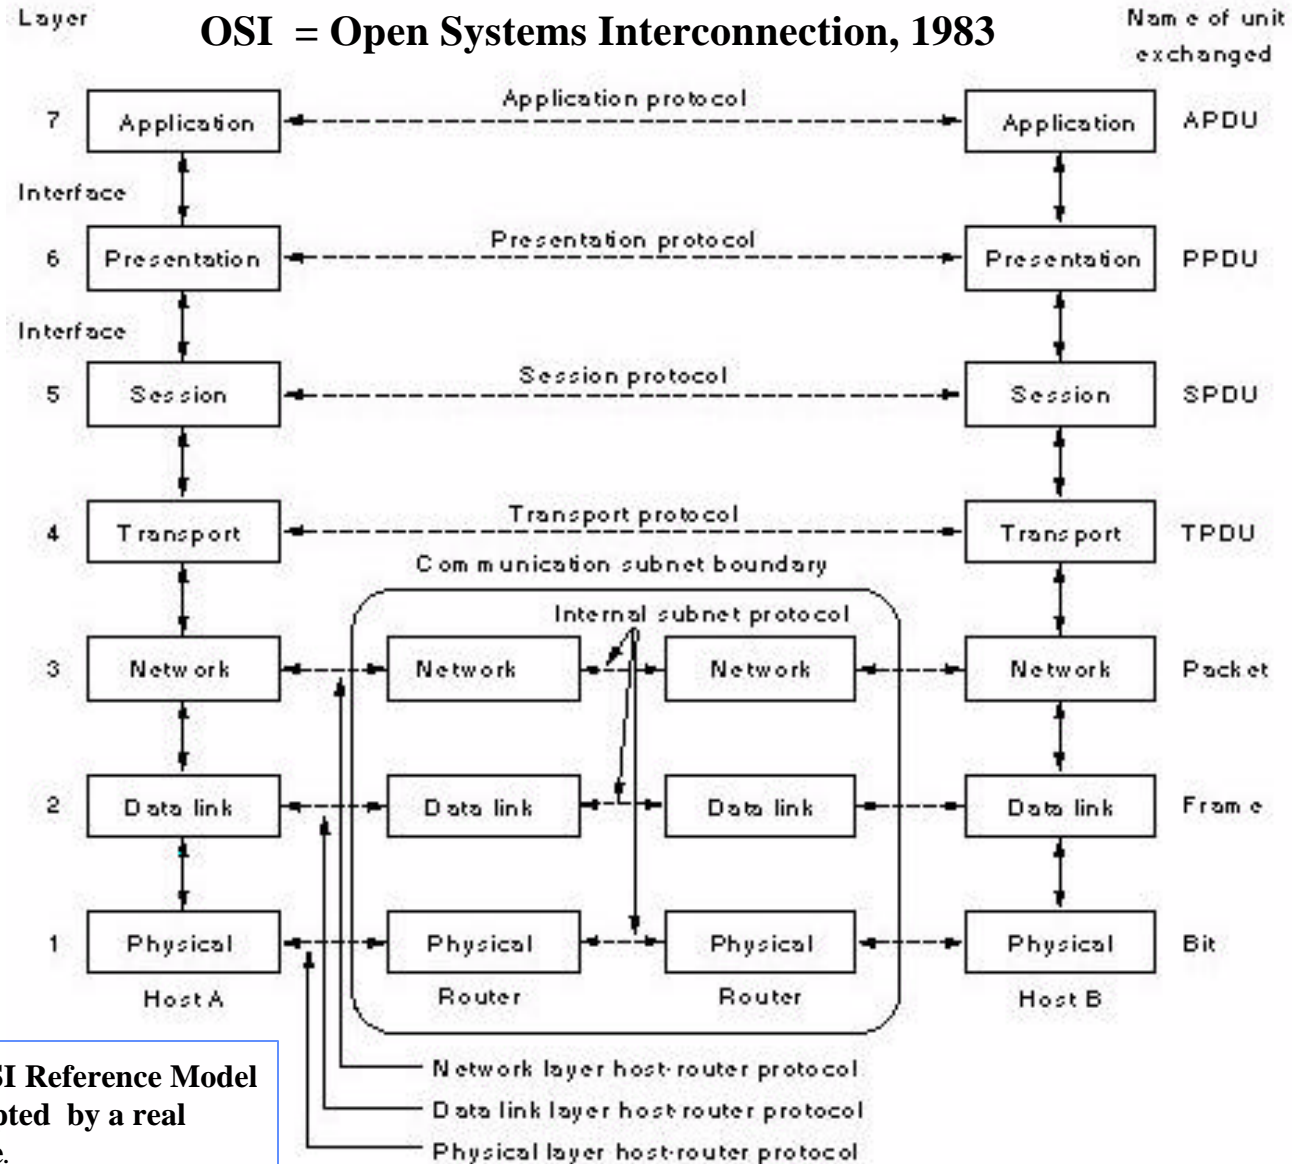 Layer
OSI = Open Systems Interconnection, 1983
Name of unit
exchanged
7
Application
Application protocol
Application
APDU
Interface
6
Presentation
Presentation protocol
Presentation
PPDU
Interface
5
Session
Session protocol
Session
SPDU
4
Transport
Transport protocol
Transport
TPDU
Communication subnet boundary
Internal subnet protocol
3
Network
Network
Network
Network
Packet
2
Data link
Data link
Data link
Data link
Frame
1
Physical
Physical
Physical
Physical
Bit
Host A
Router
Router
Host B
Network layer host-router protocol
Data link layer host-router protocol
Physical layer host-router protocol
Reference Model
by a real